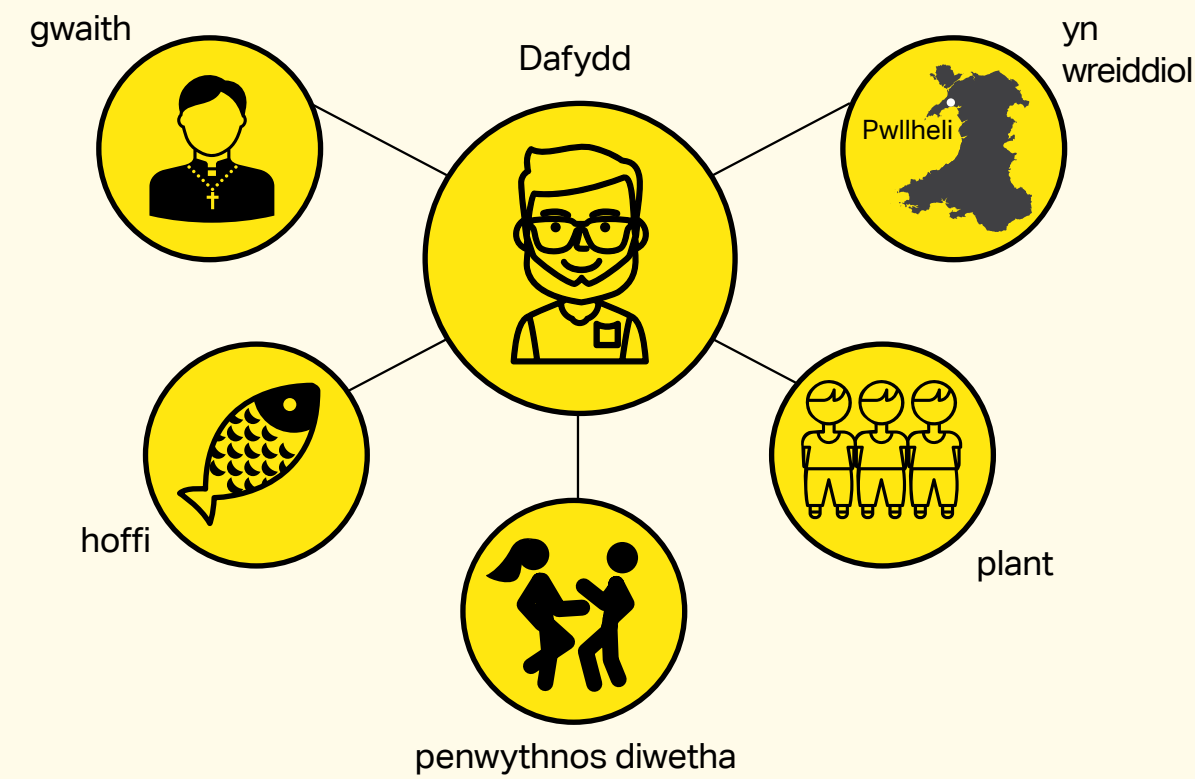 gwaith
Dafydd
yn
wreiddiol
Pwllheli
hoffi
plant
penwythnos diwetha